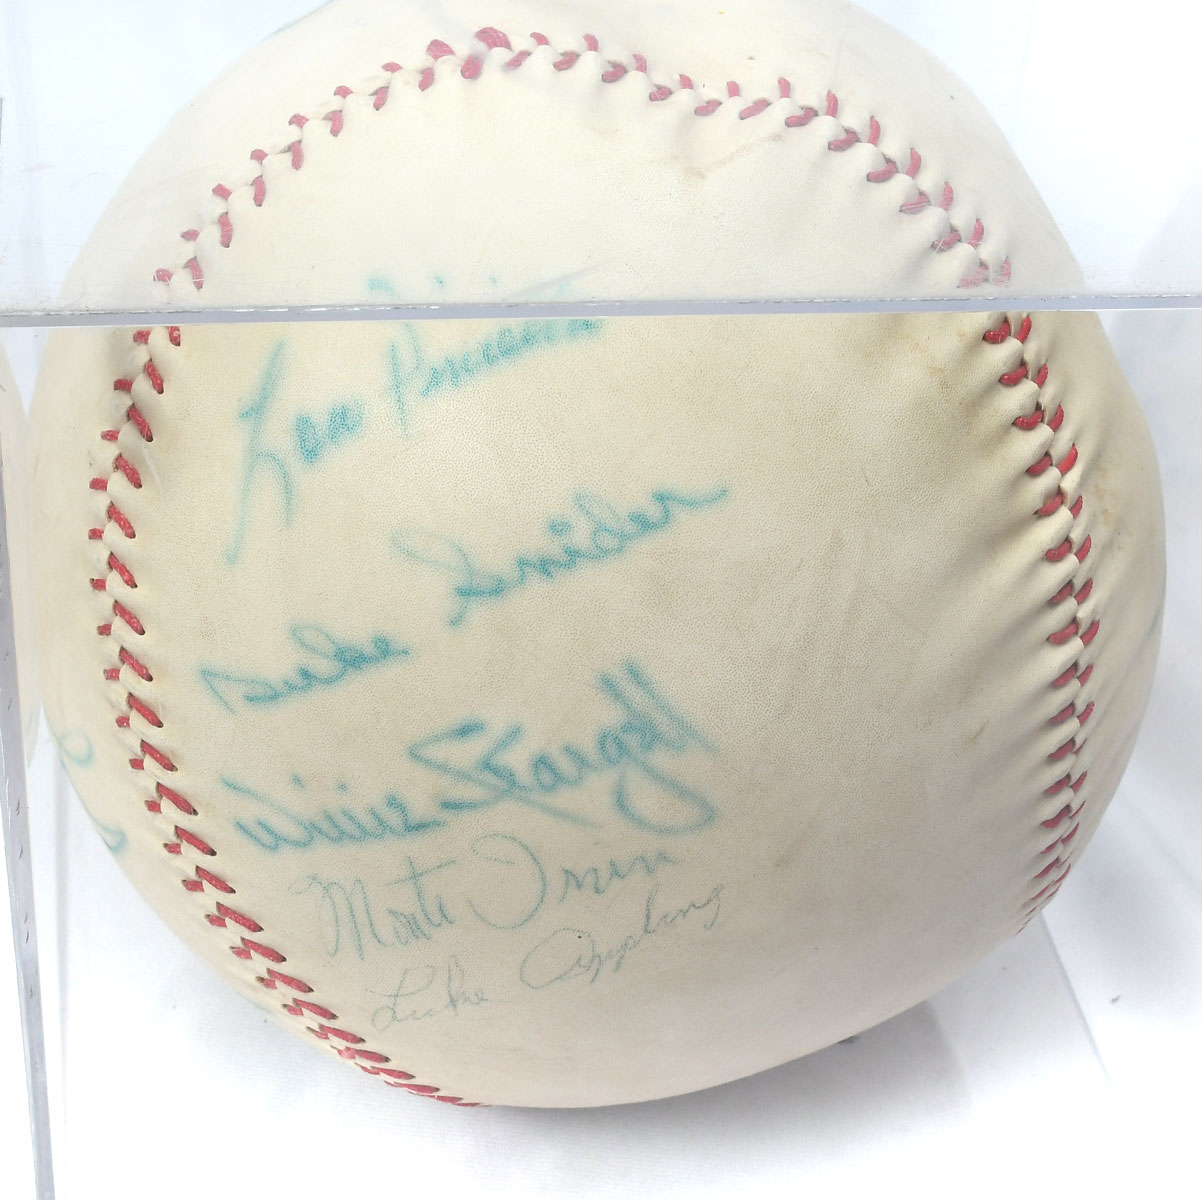 Lou Piniella
Duke Snider
Willie Stargell
Monte Irvin
Luke Appling